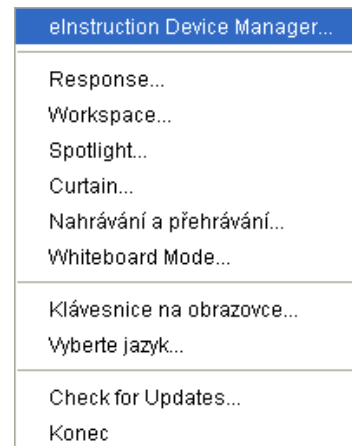 eInstruction Device Manager...
Response...
Workspace...
Spotlight...
Curtain...
Nahrávání a přehrávání...
Whiteboard Mode...
Klávesnice na obrazovce...
Vyberte jazyk...
Check for Updates...
Konec